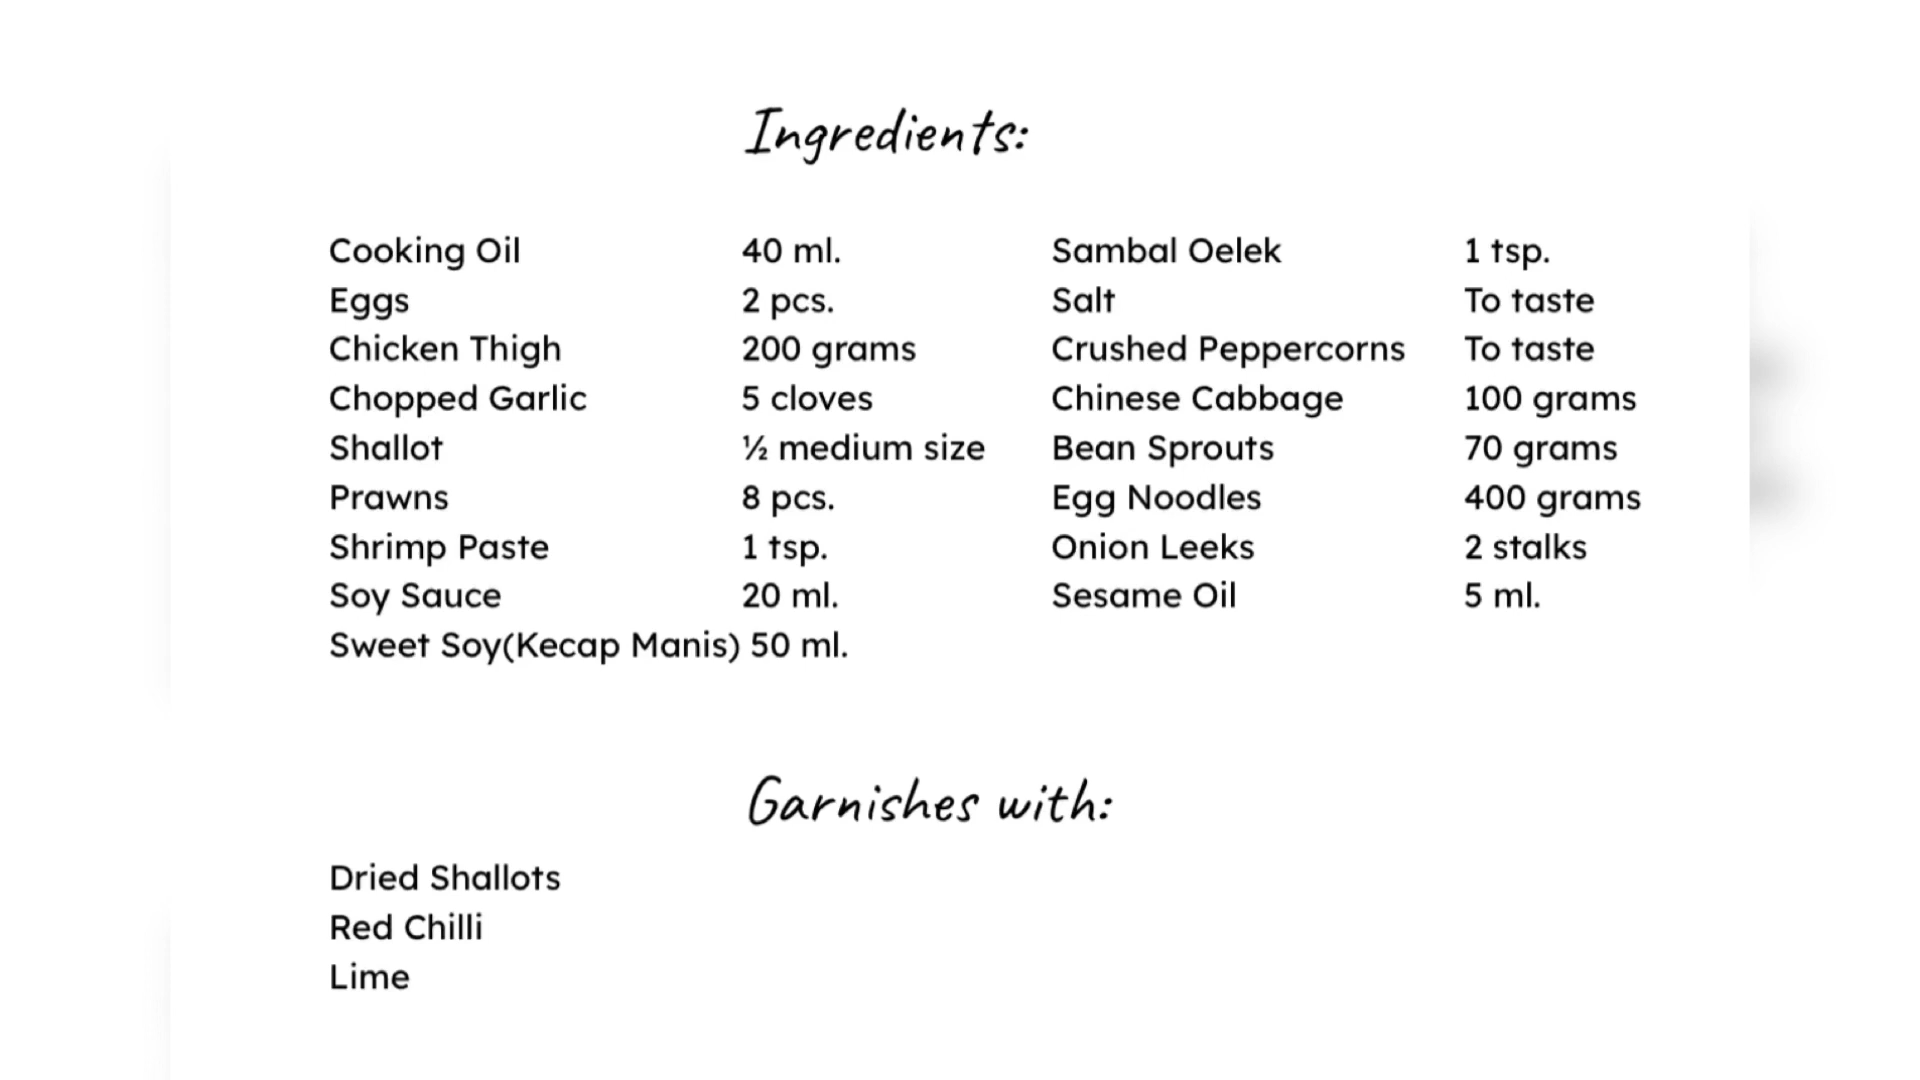 Ingredients:
Cooking Oil 40 ml.
Eggs 2 pcs.
Chicken Thigh 200 grams
Chopped Garlic 5 cloves
Shallot ½ medium size
Prawns 8 pcs.
Shrimp Paste 1 tsp.
Soy Sauce 20 ml.
Sweet Soy(Kecap Manis) 50 ml.
Sambal Oelek 1 tsp.
Salt To taste
Crushed Peppercorns To taste
Chinese Cabbage 100 grams
Bean Sprouts 70 grams
Egg Noodles 400 grams
Onion Leeks 2 stalks
Sesame Oil 5 ml.
Garnishes with:
Dried Shallots
Red Chilli
Lime